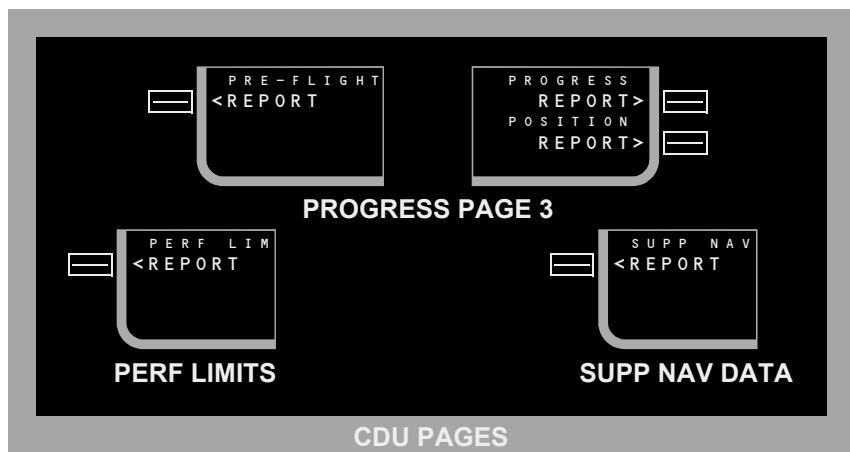 PRE-FLIGHT
<REPORT
PROGRESS
REPORT>
POSITION
REPORT>
PROGRESS PAGE 3
PERF LIM
<REPORT
PERF LIMITS
SUPP NAV
<REPORT
SUPP NAV DATA
CDU PAGES